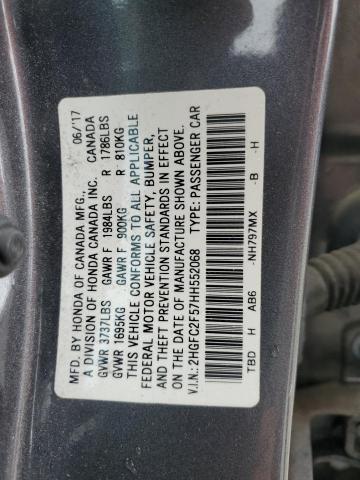 MFD. BY HONDA OF CANADA MFG., 06/'17
A DIVISION OF HONDA CANADA INC. CANADA
GVWR 3737LBS GAWR F 1984LBS R 1786LBS
GVWR 1695KG GAWR F 900KG R 810KG
THIS VEHICLE CONFORMS TO ALL APPLICABLE
FEDERAL MOTOR VEHICLE SAFETY, BUMPER,
AND THEFT PREVENTION STANDARDS IN EFFECT
ON THE DATE OF MANUFACTURE SHOWN ABOVE.
V.I.N.: 2HGFC2F57HH552068 TYPE: PASSENGER CAR
TBD H AB6 -NH797MX -B -H